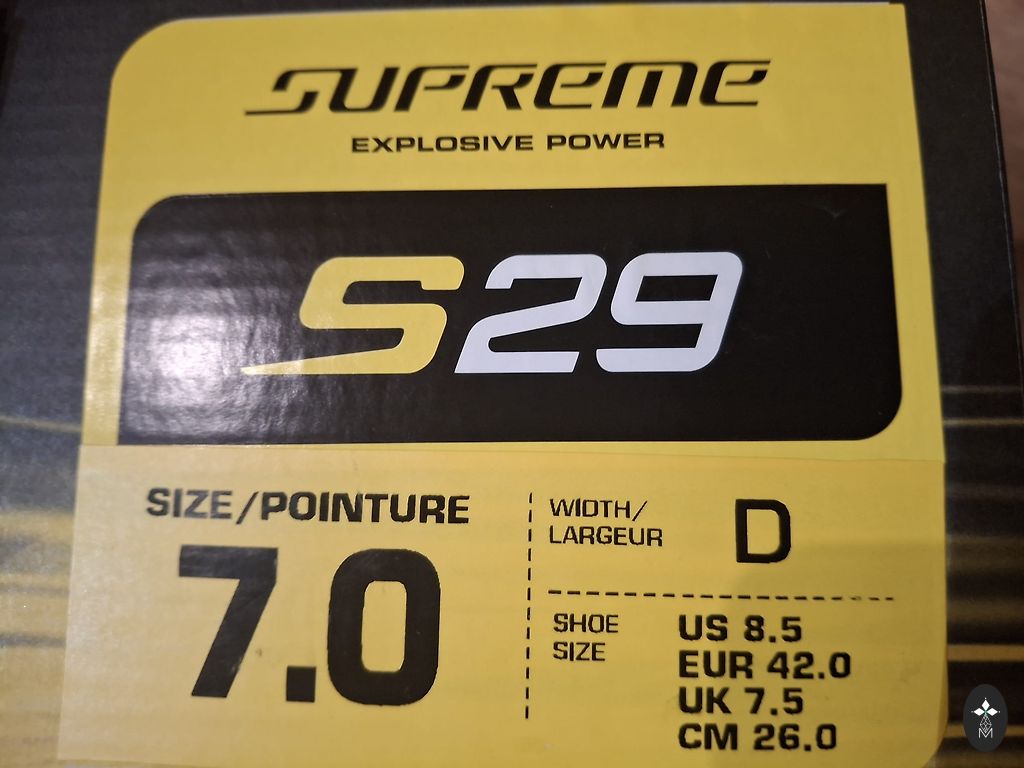 SUPREME
EXPLOSIVE POWER
S29
SIZE/POINTURE
7.0
WIDTH/
LARGEUR
D
SHOE
SIZE
US 8.5
EUR 42.0
UK 7.5
CM 26.0
M